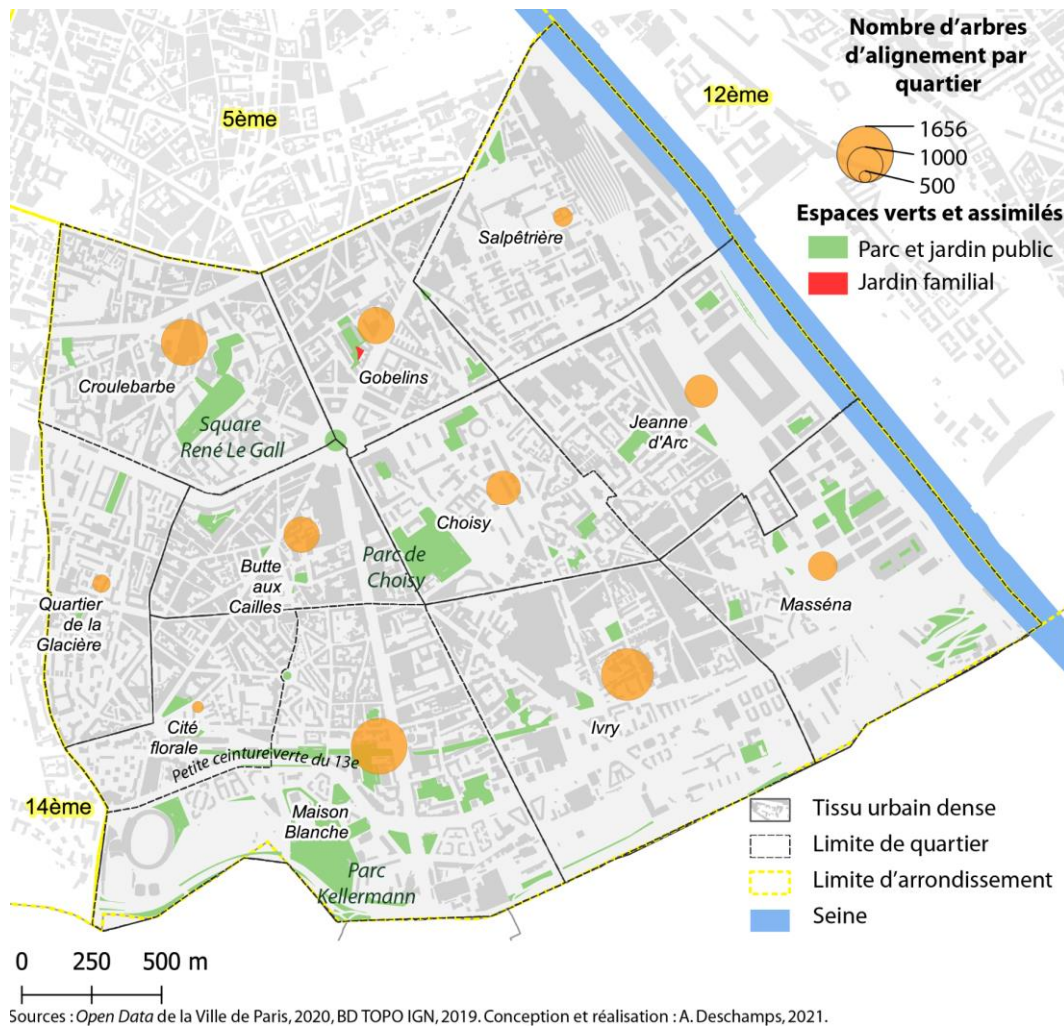 Nombre d'arbres
d'alignement par
quartier
1656
1000
500
Espaces verts et assimilés
Parc et jardin public
Jardin familial
12ème
5ème
Salpêtrière
Croulebarbe
Gobelins
Square
René Le Gall
Jeanne
d'Arc
Choisy
Parc de
Choisy
Butte
aux
Cailles
Quartier
de la
Glacière
Masséna
Ivry
Cité
florale
Petite ceinture verte du 13e
14ème
Maison
Blanche
Parc
Kellermann
Tissu urbain dense
Limite de quartier
Limite d'arrondissement
Seine
0 250 500 m
Sources : Open Data de la Ville de Paris, 2020, BD TOPO IGN, 2019. Conception et réalisation : A. Deschamps, 2021.